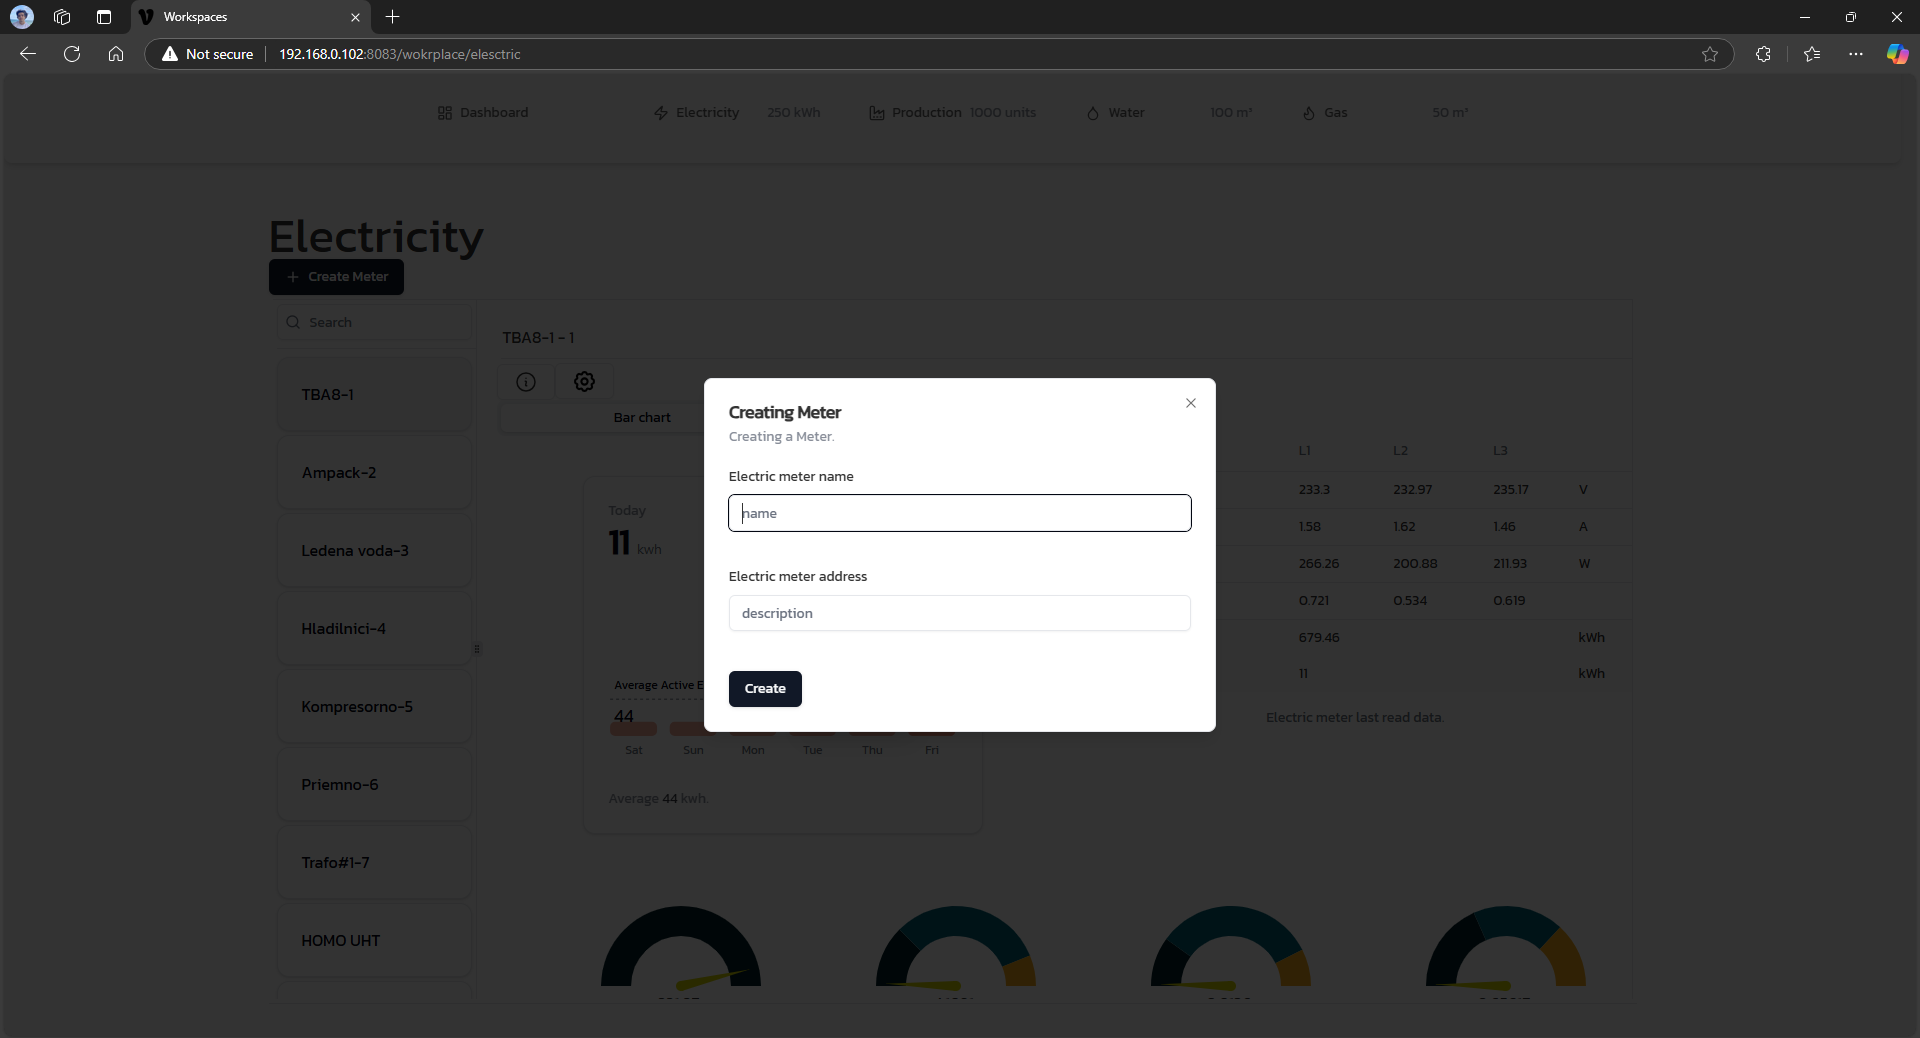 Workspaces
Not secure
192.168.0.102:8083/wokrplace/elesctric
Dashboard
Electricity 250 kWh
Production 1000 units
Water 100 m³
Gas 50 m³
Electricity
+ Create Meter
Search
TBA8-1
Ampack-2
Ledena voda-3
Hladilnici-4
Kompresorno-5
Priemno-6
Trafo#1-7
HOMO UHT
TBA8-1 - 1
Bar chart
Today
11 kwh
Average Active E
44
Sat Sun Mon Tue Thu Fri
Average 44 kwh.
Creating Meter
Creating a Meter.
Electric meter name
name
Electric meter address
description
Create
L1 L2 L3
233.3 232.97 235.17 V
1.58 1.62 1.46 A
266.26 200.88 211.93 W
0.721 0.534 0.619
679.46 kWh
11 kWh
Electric meter last read data.